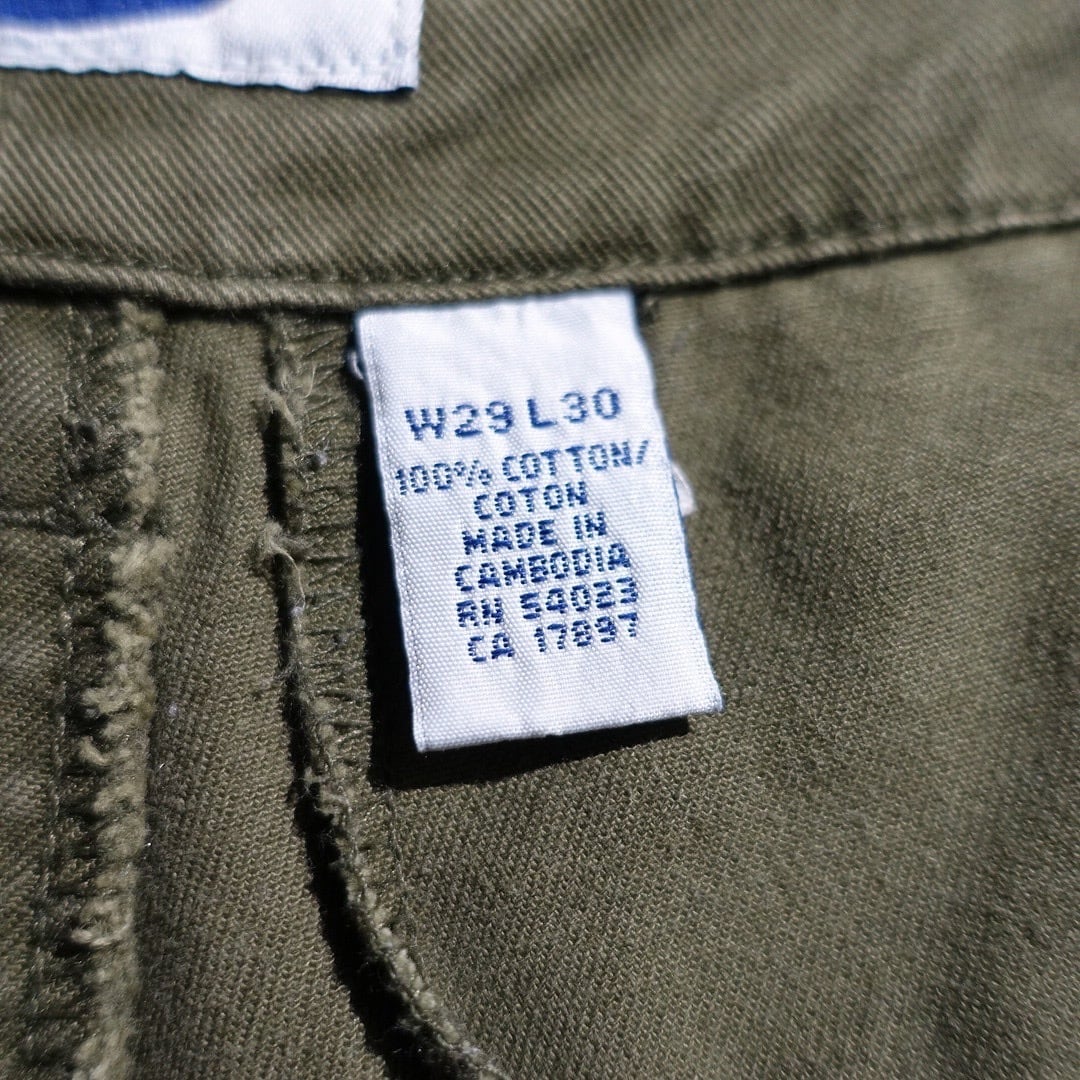 W29 L30
100% COTTON/
COTON
MADE IN
CAMBODIA
RN 54023
CA 17897